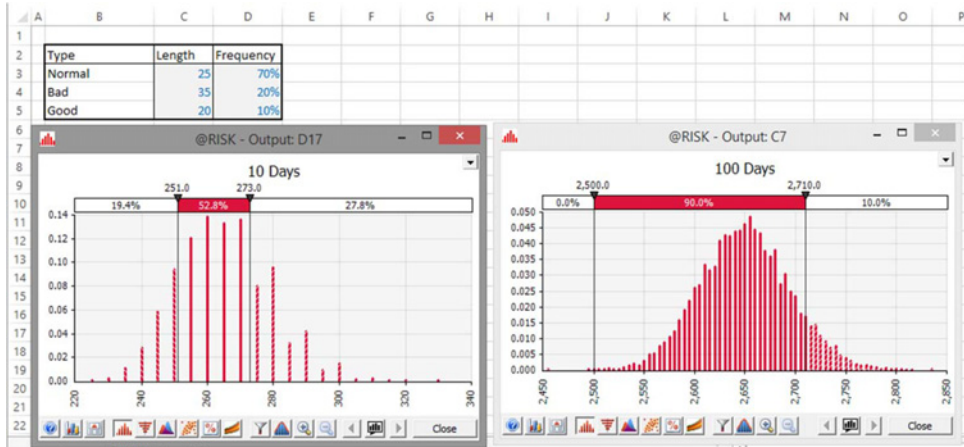 A B C D E F G H I J K L M N O P
1
2 Type Length Frequency
3 Normal 25 70%
4 Bad 35 20%
5 Good 20 10%
6
7
8
9
10
11
12
13
14
15
16
17
18
19
20
21
22
@RISK - Output: D17
10 Days
251.0 273.0
19.4% 52.8% 27.8%
0.14
0.12
0.10
0.08
0.06
0.04
0.02
0.00
220 240 260 280 300 320 340
Close
@RISK - Output: C7
100 Days
2,500.0 2,710.0
0.0% 90.0% 10.0%
0.050
0.045
0.040
0.035
0.030
0.025
0.020
0.015
0.010
0.005
0.000
2,450 2,500 2,550 2,600 2,650 2,700 2,750 2,800 2,850
Close